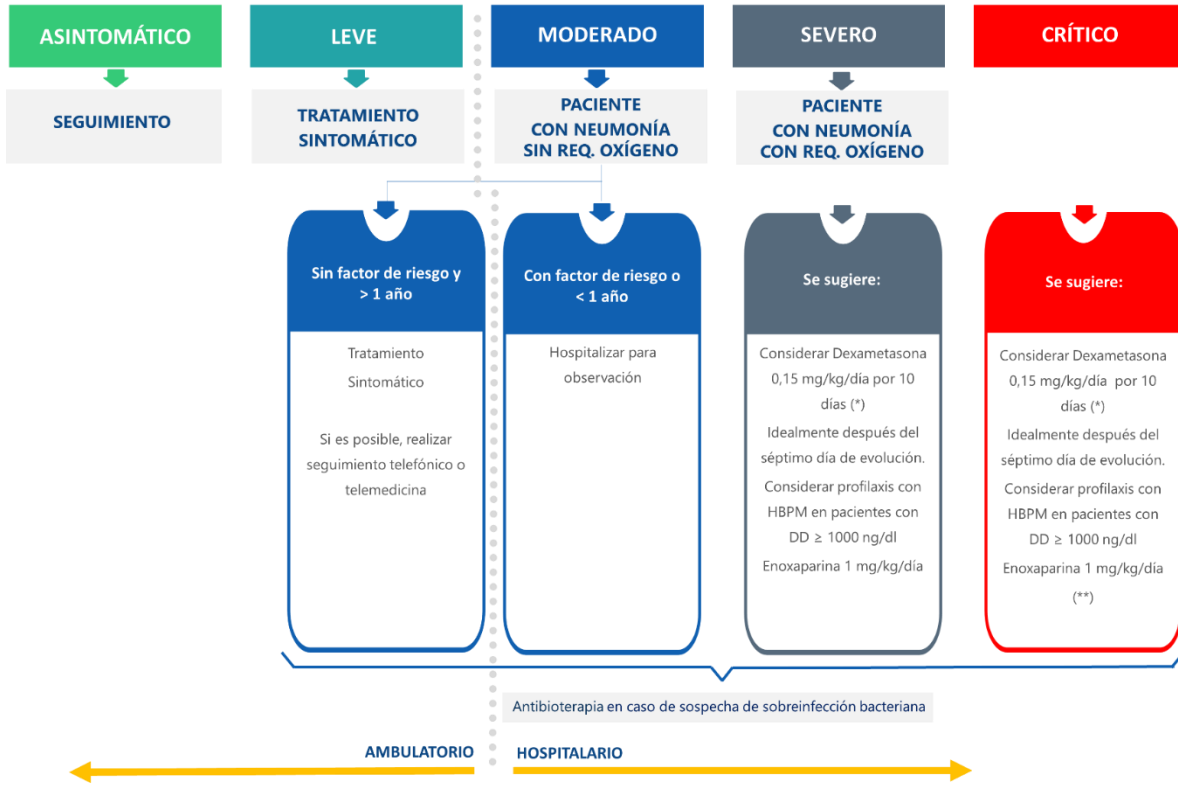 ASINTOMÁTICO
LEVE
MODERADO
SEVERO
CRÍTICO
SEGUIMIENTO
TRATAMIENTO
SINTOMÁTICO
PACIENTE
CON NEUMONÍA
SIN REQ. OXÍGENO
PACIENTE
CON NEUMONÍA
CON REQ. OXÍGENO
Sin factor de riesgo y
> 1 año
Tratamiento
Sintomático
Si es posible, realizar
seguimiento telefónico o
telemedicina
Con factor de riesgo o
< 1 año
Hospitalizar para
observación
Se sugiere:
Considerar Dexametasona
0,15 mg/kg/día por 10
días (*)
Idealmente después del
séptimo día de evolución.
Considerar profilaxis con
HBPM en pacientes con
DD ≥ 1000 ng/dl
Enoxaparina 1 mg/kg/día
Se sugiere:
Considerar Dexametasona
0,15 mg/kg/día por 10
días (*)
Idealmente después del
séptimo día de evolución.
Considerar profilaxis con
HBPM en pacientes con
DD ≥ 1000 ng/dl
Enoxaparina 1 mg/kg/día
(**)
Antibioterapia en caso de sospecha de sobreinfección bacteriana
AMBULATORIO
HOSPITALARIO